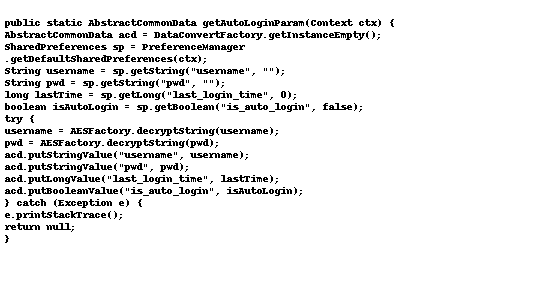 public static AbstractCommonData getAutoLoginParam(Context ctx) {
AbstractCommonData acd = DataConvertFactory.getInstanceEmpty();
SharedPreferences sp = PreferenceManager
.getDefaultSharedPreferences(ctx);
String username = sp.getString("username", "");
String pwd = sp.getString("pwd", "");
long lastTime = sp.getLong("last_login_time", 0);
boolean isAutoLogin = sp.getBoolean("is_auto_login", false);
try {
username = AESFactory.decryptString(username);
pwd = AESFactory.decryptString(pwd);
acd.putStringValue("username", username);
acd.putStringValue("pwd", pwd);
acd.putLongValue("last_login_time", lastTime);
acd.putBooleanValue("is_auto_login", isAutoLogin);
} catch (Exception e) {
e.printStackTrace();
return null;
}